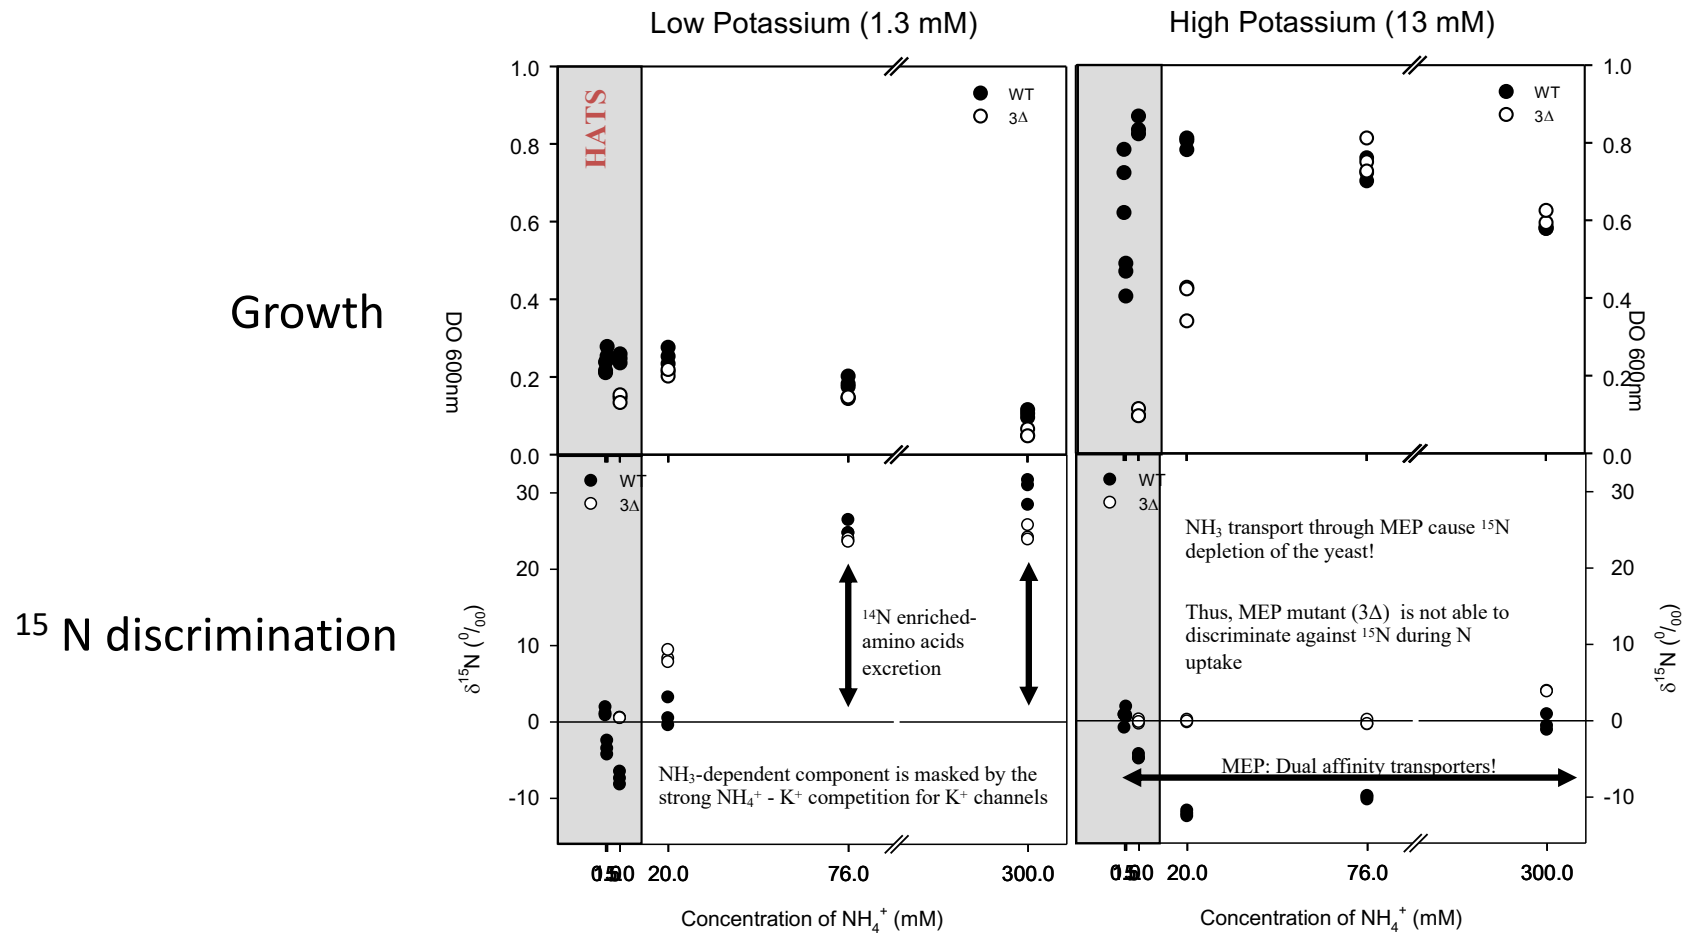 Low Potassium (1.3 mM)
High Potassium (13 mM)
Growth
¹⁵ N discrimination
1.0
0.8
0.6
0.4
0.2
0.0
DO 600nm
HATS
WT
3Δ
WT
3Δ
1.0
0.8
0.6
0.4
0.2
0.0
DO 600nm
30
20
10
0
-10
δ¹⁵N (⁰/₀₀)
WT
3Δ
¹⁴N enriched-
amino acids
excretion
NH₃-dependent component is masked by the
strong NH₄⁺ - K⁺ competition for K⁺ channels
20.0
76.0
300.0
Concentration of NH₄⁺ (mM)
WT
3Δ
NH₃ transport through MEP cause ¹⁵N
depletion of the yeast!
Thus, MEP mutant (3Δ) is not able to
discriminate against ¹⁵N during N
uptake
MEP: Dual affinity transporters!
30
20
10
0
-10
δ¹⁵N (⁰/₀₀)
20.0
76.0
300.0
Concentration of NH₄⁺ (mM)